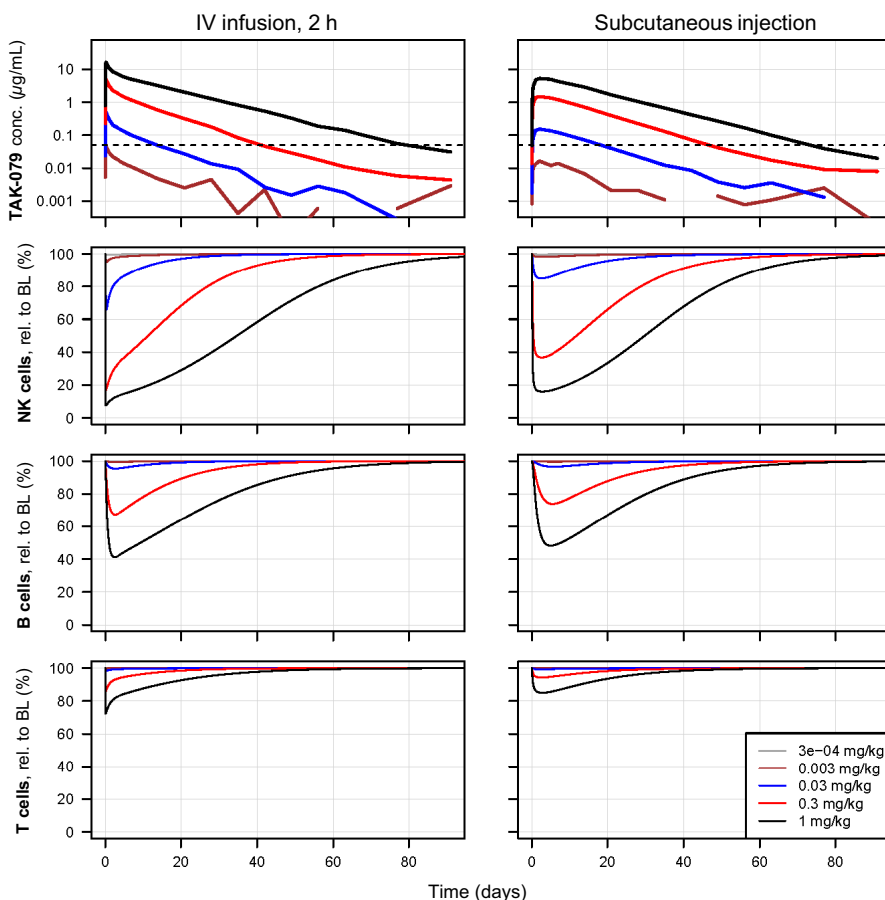 IV infusion, 2 h
Subcutaneous injection
TAK-079 conc. (µg/mL)
10
1
0.1
0.01
0.001
NK cells, rel. to BL (%)
100
80
60
40
20
0
B cells, rel. to BL (%)
100
80
60
40
20
0
T cells, rel. to BL (%)
100
80
60
40
20
0
3e−04 mg/kg
0.003 mg/kg
0.03 mg/kg
0.3 mg/kg
1 mg/kg
0 20 40 60 80
0 20 40 60 80
Time (days)